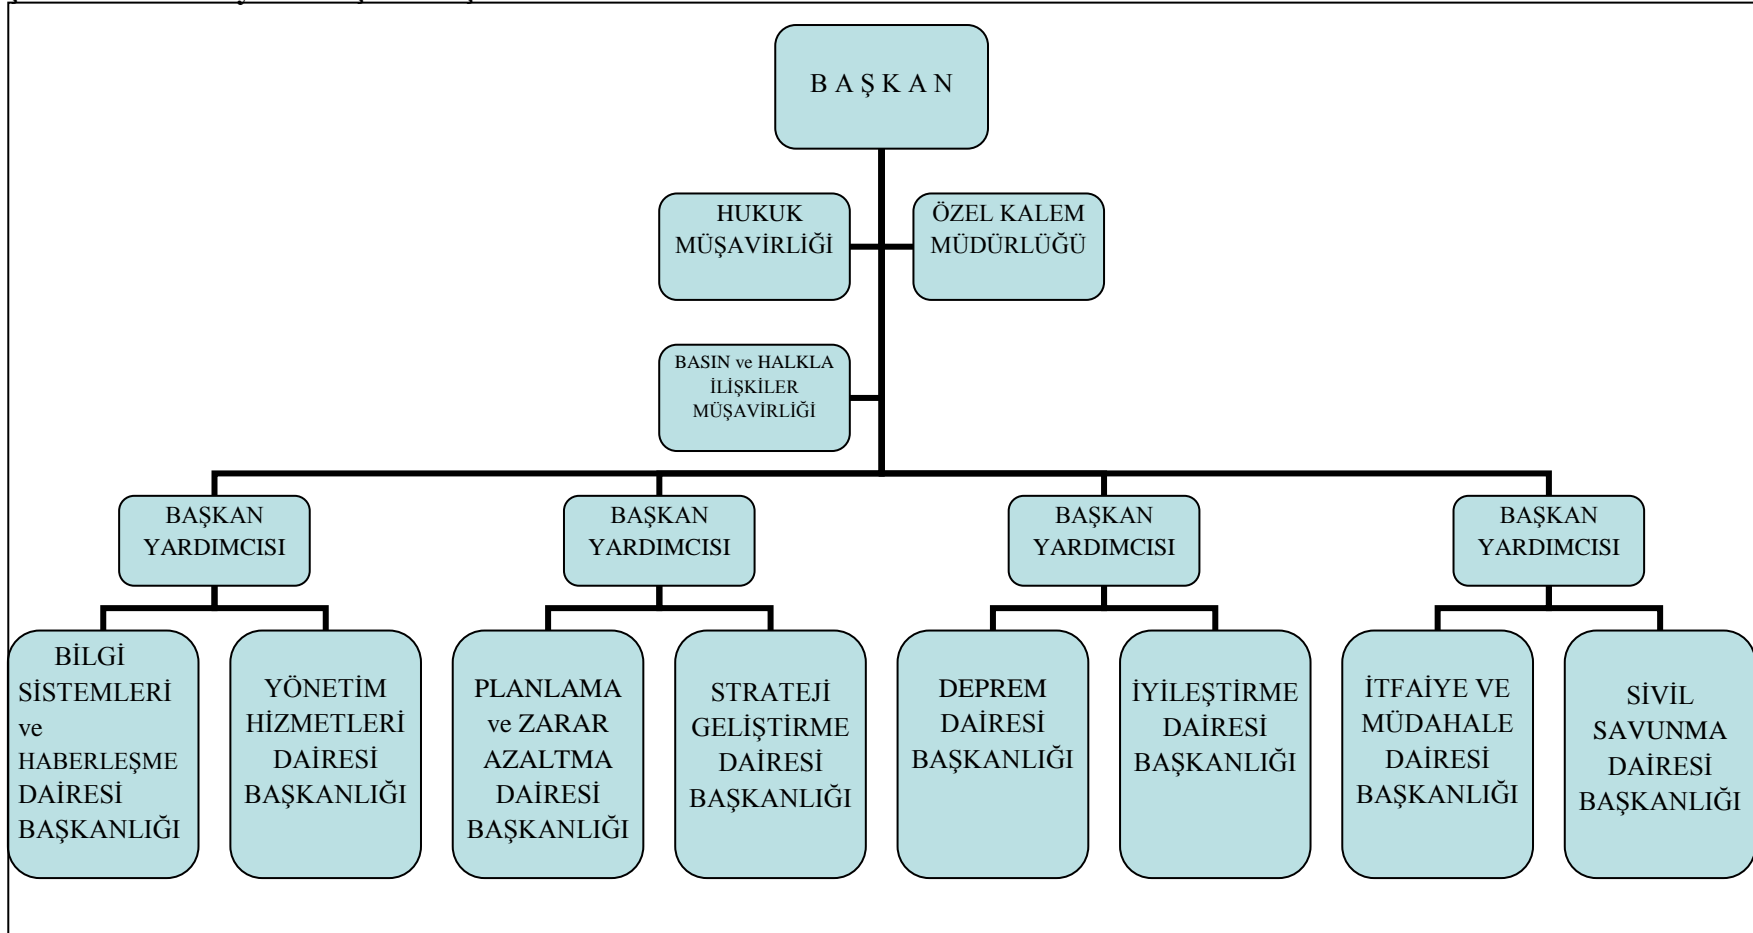 B A Ş K A N
HUKUK
MÜŞAVİRLİĞİ
ÖZEL KALEM
MÜDÜRLÜĞÜ
BASIN ve HALKLA
İLİŞKİLER
MÜŞAVİRLİĞİ
BAŞKAN
YARDIMCISI
BAŞKAN
YARDIMCISI
BAŞKAN
YARDIMCISI
BAŞKAN
YARDIMCISI
BİLGİ
SİSTEMLERİ
ve
HABERLEŞME
DAİRESİ
BAŞKANLIĞI
YÖNETİM
HİZMETLERİ
DAİRESİ
BAŞKANLIĞI
PLANLAMA
ve ZARAR
AZALTMA
DAİRESİ
BAŞKANLIĞI
STRATEJİ
GELİŞTİRME
DAİRESİ
BAŞKANLIĞI
DEPREM
DAİRESİ
BAŞKANLIĞI
İYİLEŞTİRME
DAİRESİ
BAŞKANLIĞI
İTFAİYE VE
MÜDAHALE
DAİRESİ
BAŞKANLIĞI
SİVİL
SAVUNMA
DAİRESİ
BAŞKANLIĞI